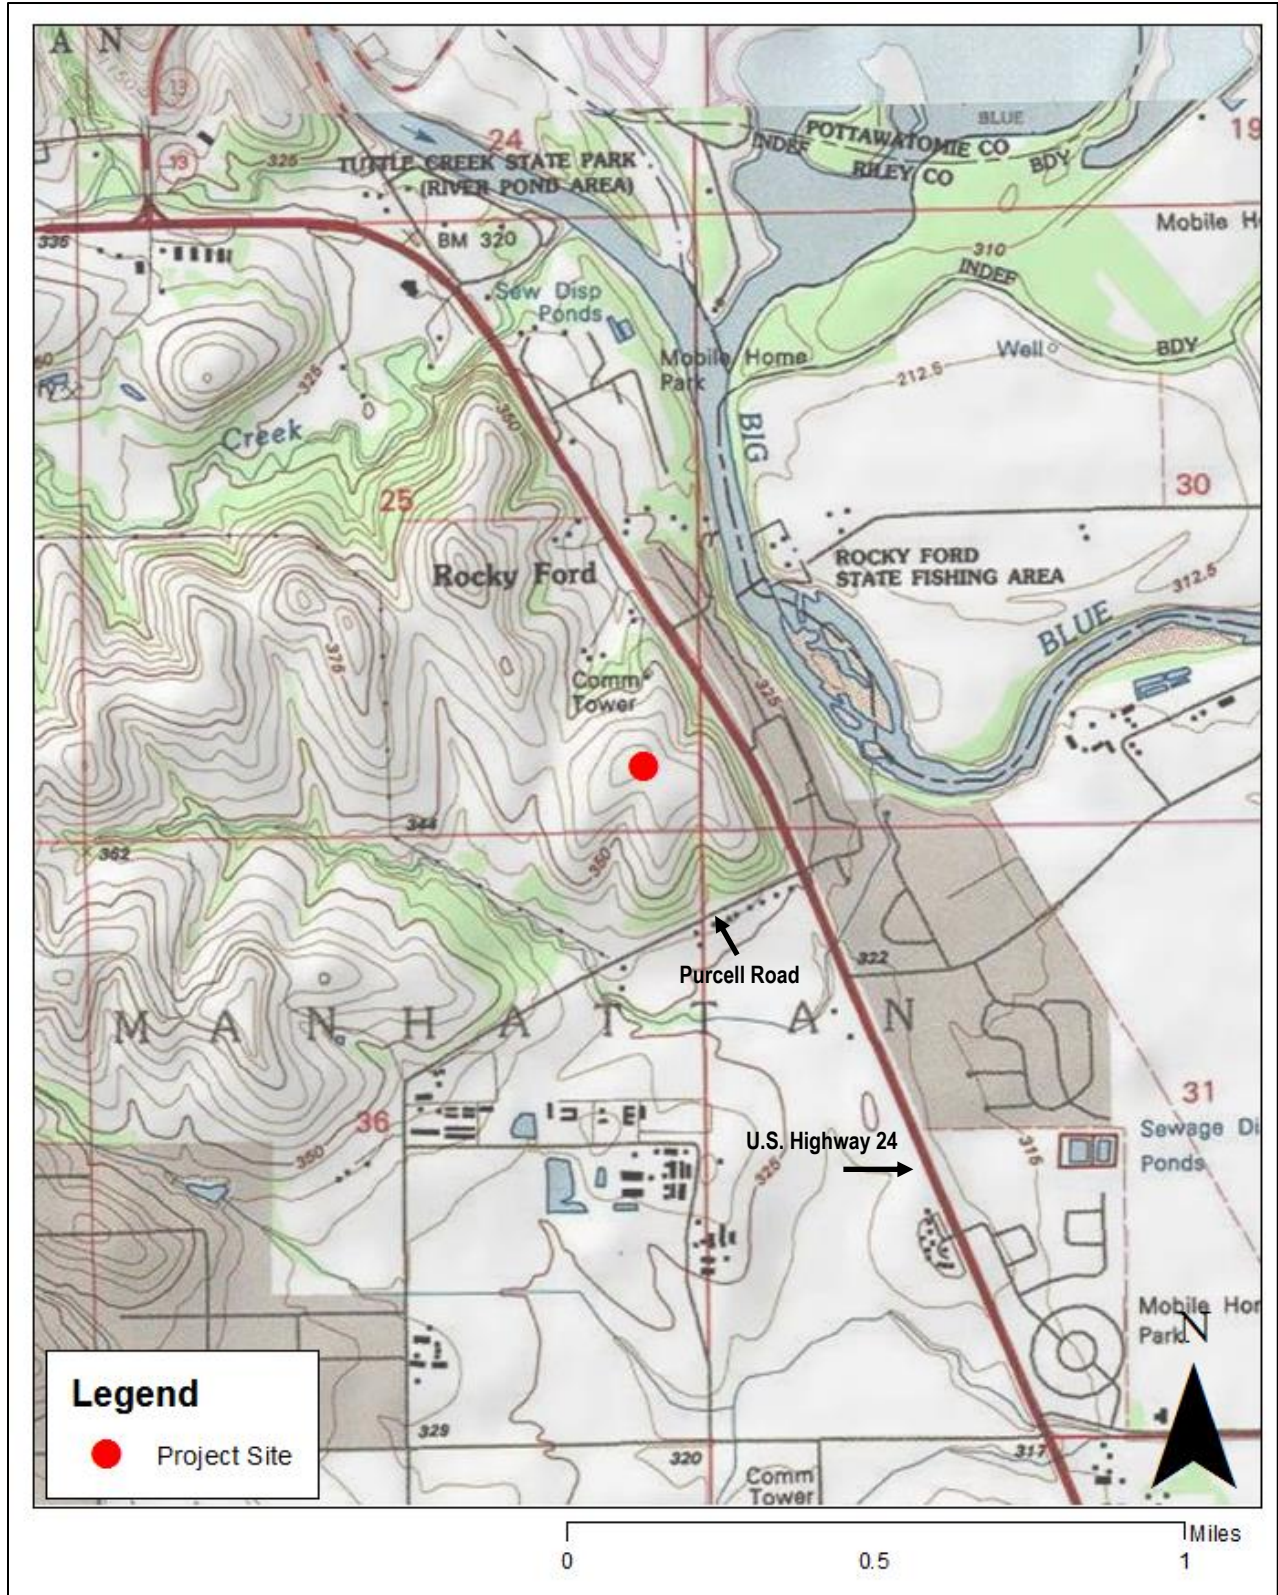 A N
13
24
BLUE
19
POTTAWATOMIE CO
INDEF
BDY
13
325
TUTTLE CREEK STATE PARK
(RIVER POND AREA)
RILEY CO
Mobile H
335
BM 320
310
INDEF
Sew Disp
Ponds
Mobile Home
Park
Well
BDY
325
212.5
350
Creek
BIG
25
30
Rocky Ford
ROCKY FORD
STATE FISHING AREA
312.5
BLUE
375
Comm
Tower
325
344
352
350
322
Purcell Road
M A N H A T T A N
36
31
U.S. Highway 24
Sewage Di
Ponds
350
325
315
Mobile Hor
Park
N
Legend
Project Site
329
320
317
Comm
Tower
Miles
0 0.5 1